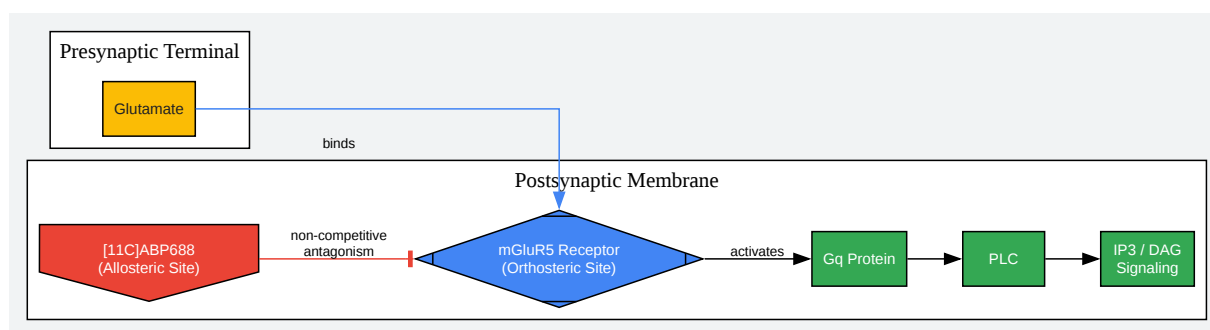 Presynaptic Terminal
Glutamate
binds
Postsynaptic Membrane
[11C]ABP688
(Allosteric Site)
non-competitive
antagonism
mGluR5 Receptor
(Orthosteric Site)
activates
Gq Protein
PLC
IP3 / DAG
Signaling